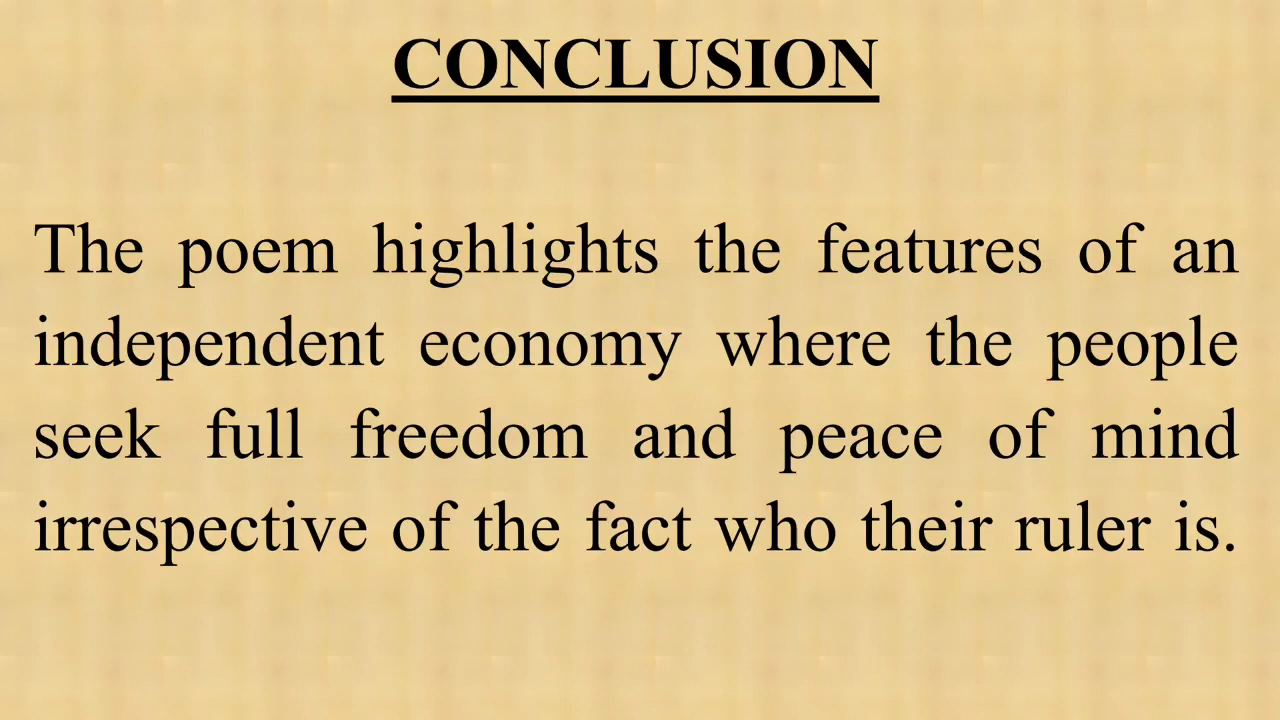 CONCLUSION
The poem highlights the features of an
independent economy where the people
seek full freedom and peace of mind
irrespective of the fact who their ruler is.